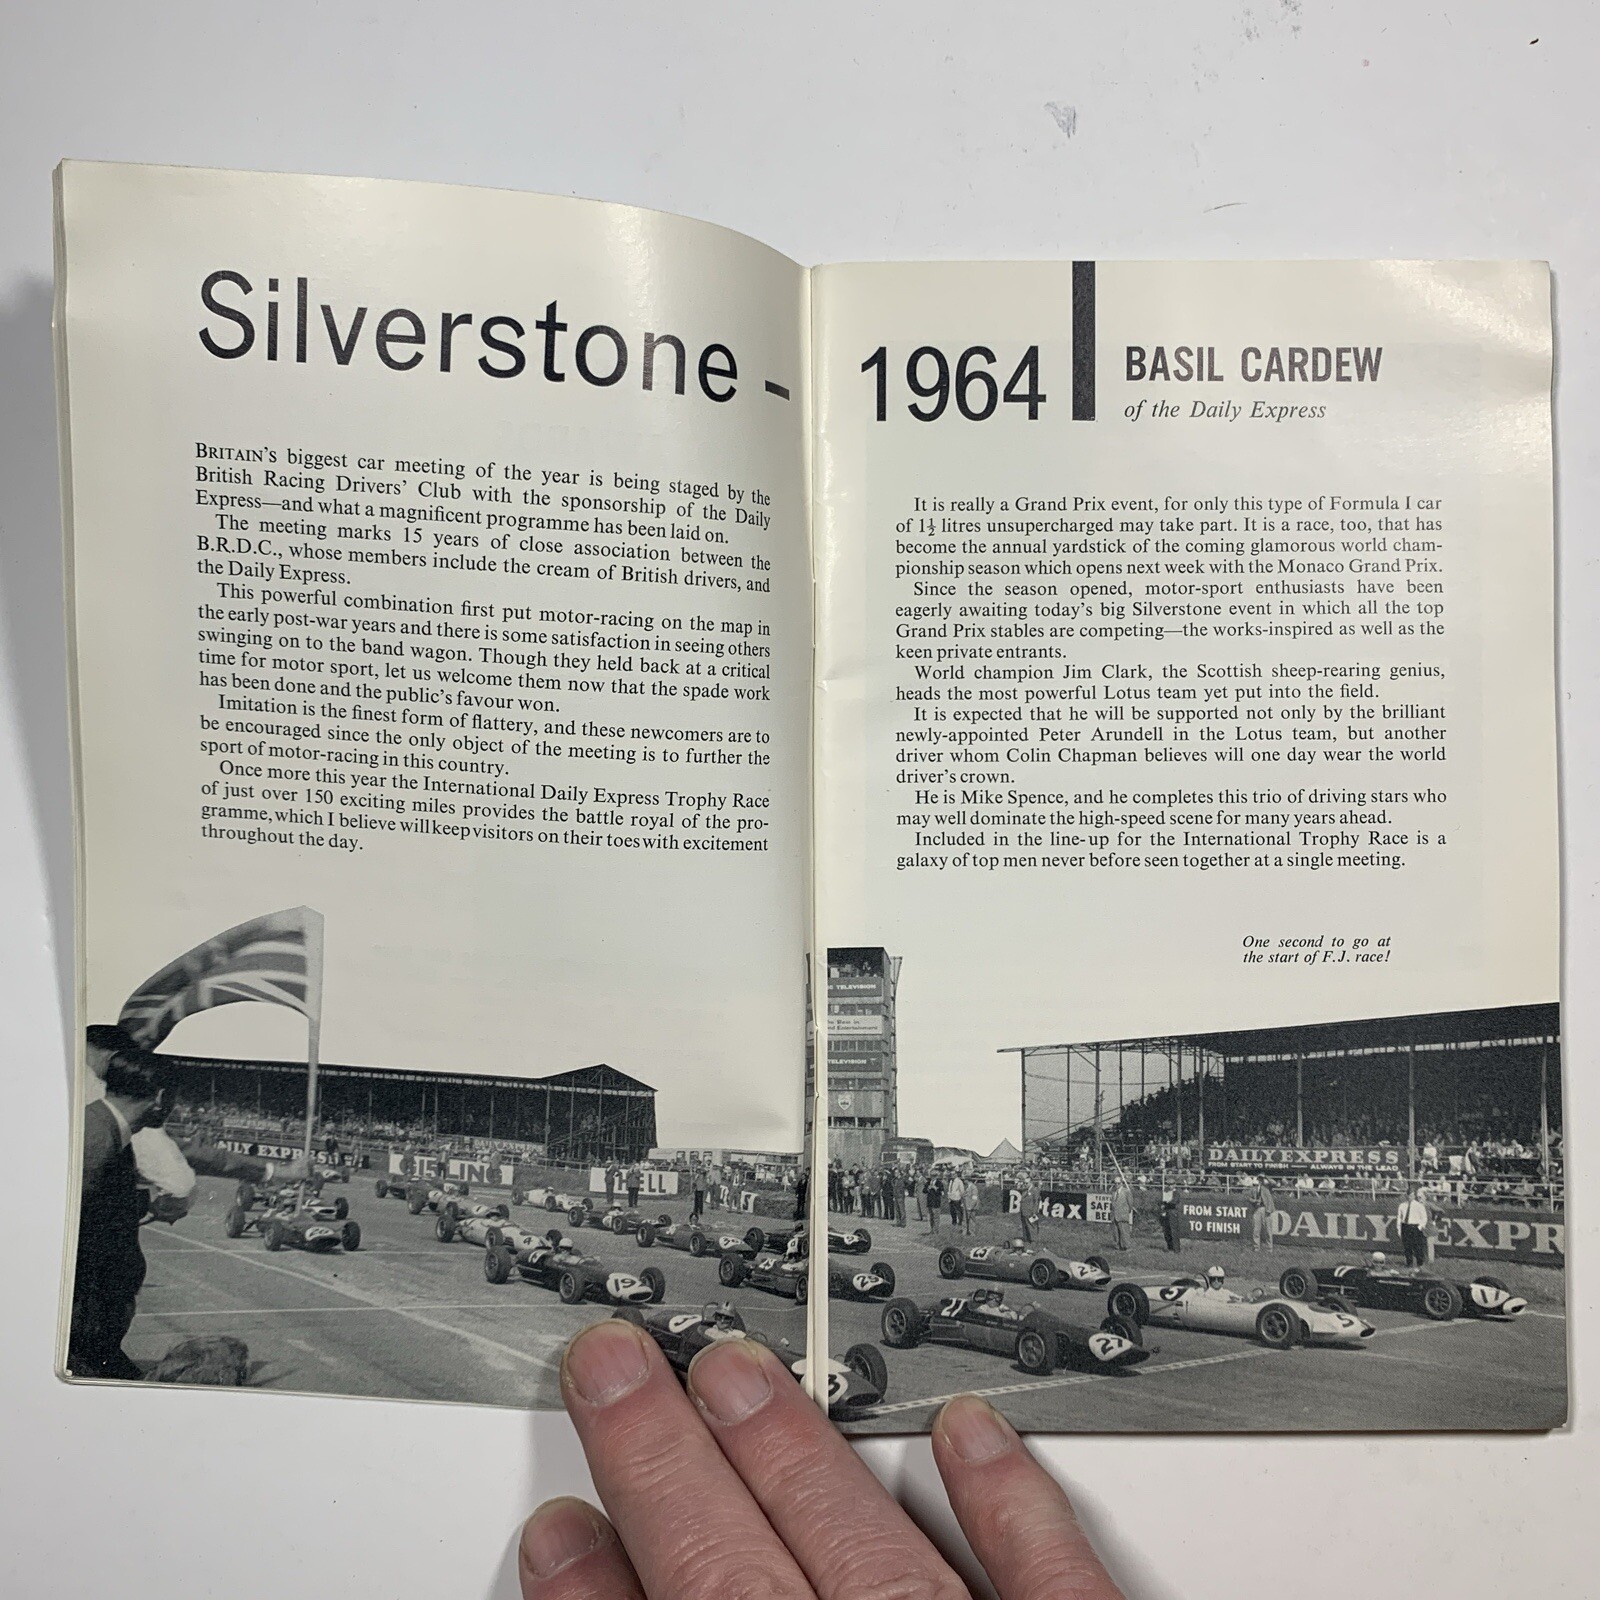 Silverstone -
BRITAIN'S biggest car meeting of the year is being staged by the
British Racing Drivers' Club with the sponsorship of the Daily
Express—and what a magnificent programme has been laid on.
The meeting marks 15 years of close association between the
B.R.D.C., whose members include the cream of British drivers, and
the Daily Express.
This powerful combination first put motor-racing on the map in
the early post-war years and there is some satisfaction in seeing others
swinging on to the band wagon. Though they held back at a critical
time for motor sport, let us welcome them now that the spade work
has been done and the public's favour won.
Imitation is the finest form of flattery, and these newcomers are to
be encouraged since the only object of the meeting is to further the
sport of motor-racing in this country.
Once more this year the International Daily Express Trophy Race
of just over 150 exciting miles provides the battle royal of the pro-
gramme, which I believe will keep visitors on their toes with excitement
throughout the day.
1964
BASIL CARDEW
of the Daily Express
It is really a Grand Prix event, for only this type of Formula I car
of 1½ litres unsupercharged may take part. It is a race, too, that has
become the annual yardstick of the coming glamorous world cham-
pionship season which opens next week with the Monaco Grand Prix.
Since the season opened, motor-sport enthusiasts have been
eagerly awaiting today's big Silverstone event in which all the top
Grand Prix stables are competing—the works-inspired as well as the
keen private entrants.
World champion Jim Clark, the Scottish sheep-rearing genius,
heads the most powerful Lotus team yet put into the field.
It is expected that he will be supported not only by the brilliant
newly-appointed Peter Arundell in the Lotus team, but another
driver whom Colin Chapman believes will one day wear the world
driver's crown.
He is Mike Spence, and he completes this trio of driving stars who
may well dominate the high-speed scene for many years ahead.
Included in the line-up for the International Trophy Race is a
galaxy of top men never before seen together at a single meeting.
One second to go at
the start of F.J. race!
TELEVISION
TELEVISION
DAILY EXPRESS
FROM START TO FINISH — ALWAYS IN THE LEAD
FROM START
TO FINISH
DAILY EXPR
4
19
29
23
27
27
5
5
11
3